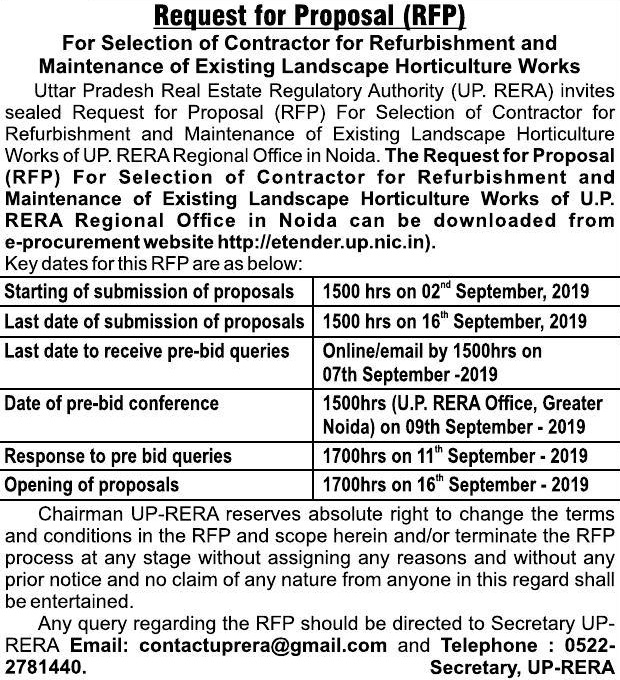 Request for Proposal (RFP)
For Selection of Contractor for Refurbishment and
Maintenance of Existing Landscape Horticulture Works
Uttar Pradesh Real Estate Regulatory Authority (UP. RERA) invites
sealed Request for Proposal (RFP) For Selection of Contractor for
Refurbishment and Maintenance of Existing Landscape Horticulture
Works of UP. RERA Regional Office in Noida. The Request for Proposal
(RFP) For Selection of Contractor for Refurbishment and
Maintenance of Existing Landscape Horticulture Works of U.P.
RERA Regional Office in Noida can be downloaded from
e-procurement website http://etender.up.nic.in).
Key dates for this RFP are as below:
Starting of submission of proposals 1500 hrs on 02nd September, 2019
Last date of submission of proposals 1500 hrs on 16th September, 2019
Last date to receive pre-bid queries Online/email by 1500hrs on
07th September -2019
Date of pre-bid conference 1500hrs (U.P. RERA Office, Greater
Noida) on 09th September - 2019
Response to pre bid queries 1700hrs on 11th September - 2019
Opening of proposals 1700hrs on 16th September - 2019
Chairman UP-RERA reserves absolute right to change the terms
and conditions in the RFP and scope herein and/or terminate the RFP
process at any stage without assigning any reasons and without any
prior notice and no claim of any nature from anyone in this regard shall
be entertained.
Any query regarding the RFP should be directed to Secretary UP-
RERA Email: contactuprera@gmail.com and Telephone : 0522-
2781440. Secretary, UP-RERA